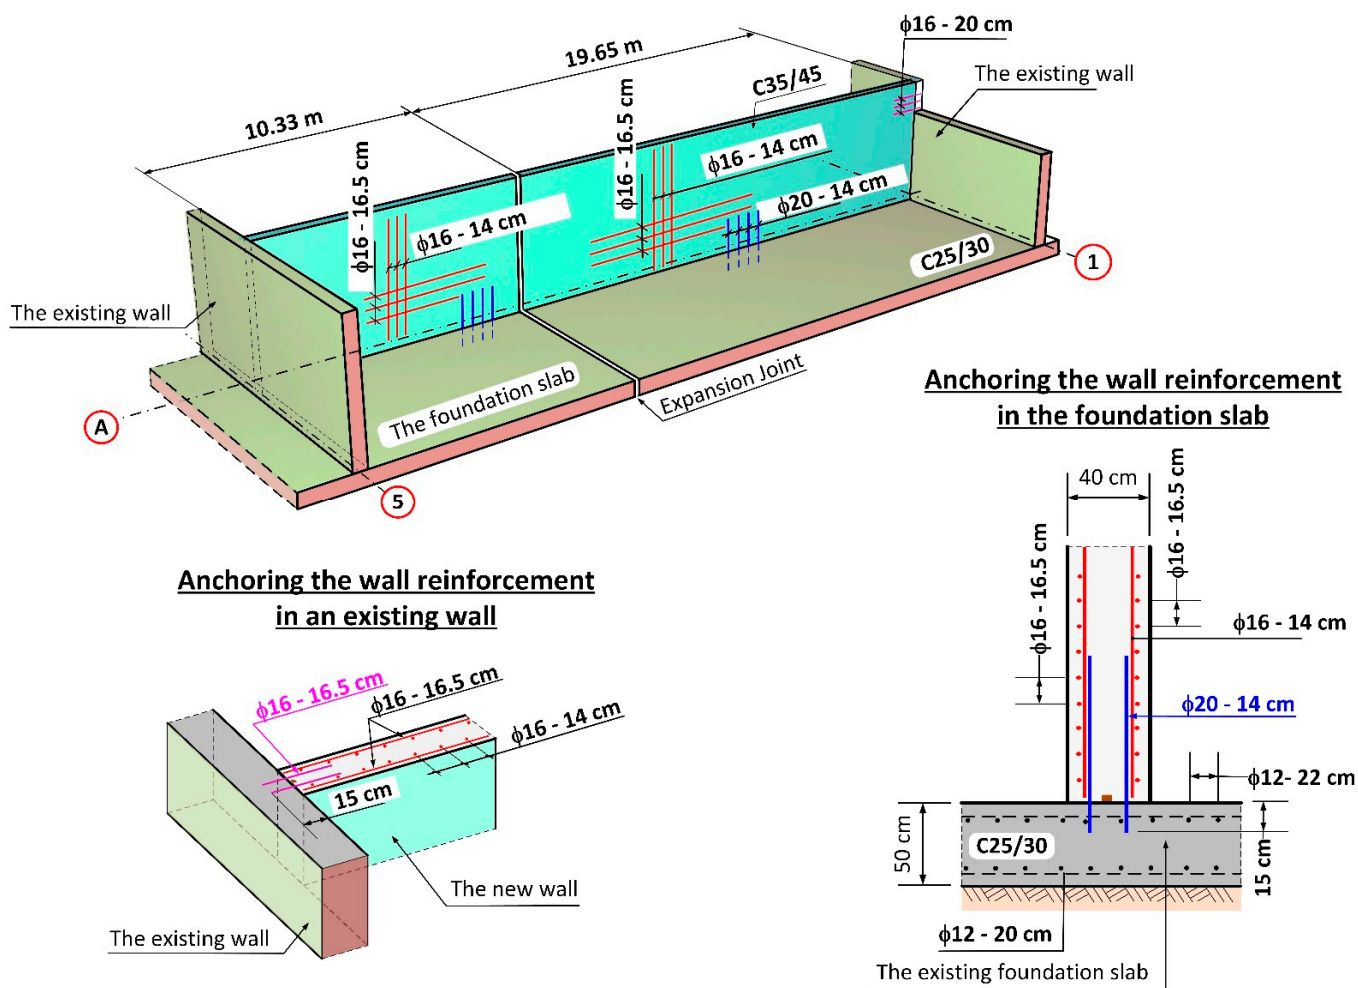 ϕ16 - 20 cm
19.65 m
The existing wall
C35/45
10.33 m
ϕ16 - 16.5 cm
ϕ16 - 14 cm
ϕ16 - 16.5 cm
ϕ20 - 14 cm
ϕ16 - 14 cm
C25/30
1
The existing wall
The foundation slab
Expansion Joint
A
5
Anchoring the wall reinforcement
in the foundation slab
40 cm
ϕ16 - 16.5 cm
ϕ16 - 16.5 cm
ϕ16 - 14 cm
ϕ20 - 14 cm
ϕ12- 22 cm
50 cm
C25/30
15 cm
ϕ12 - 20 cm
The existing foundation slab
Anchoring the wall reinforcement
in an existing wall
ϕ16 - 16.5 cm
ϕ16 - 16.5 cm
ϕ16 - 14 cm
15 cm
The new wall
The existing wall